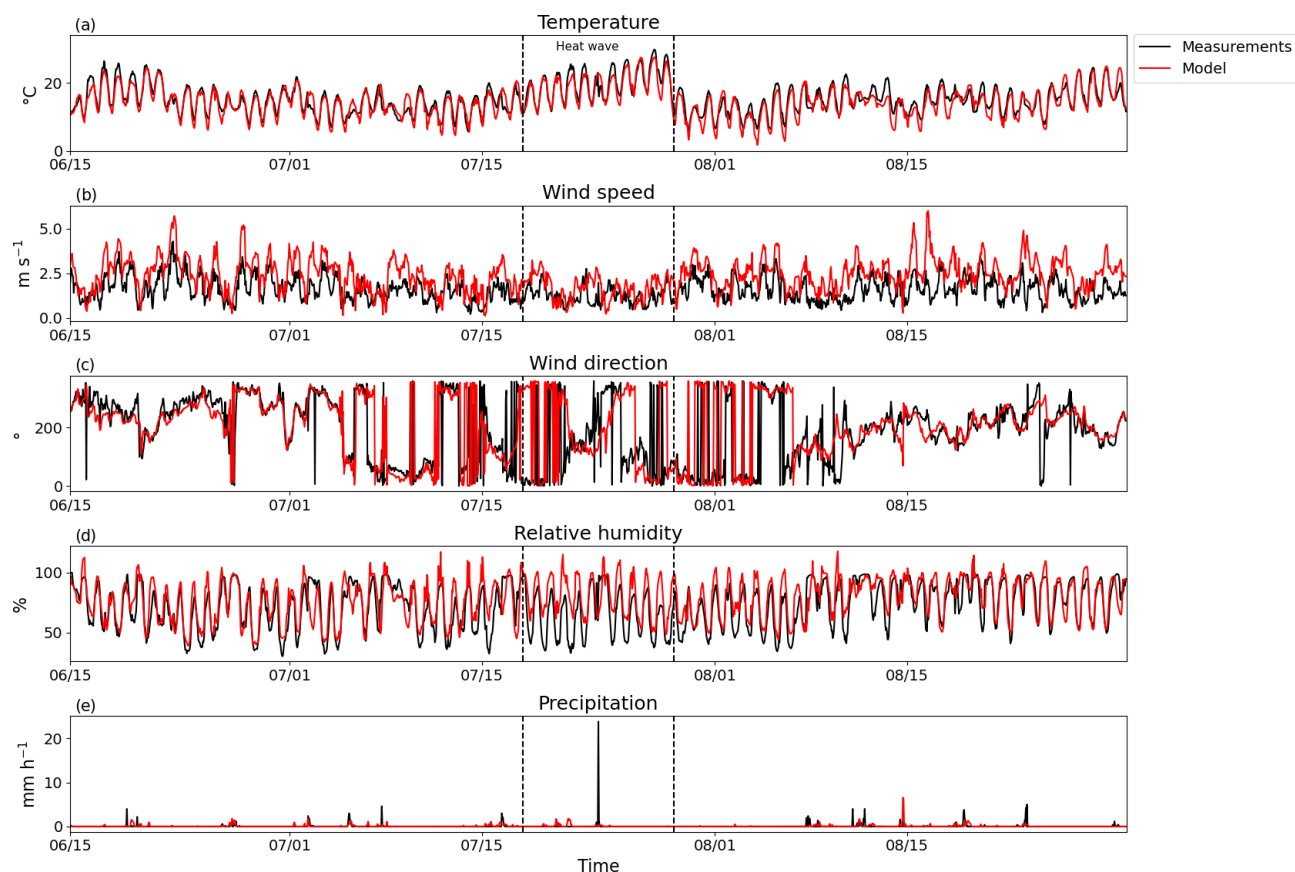 (a) Temperature
Heat wave
Measurements
Model
20
0
°C
06/15 07/01 07/15 08/01 08/15
(b) Wind speed
5.0
2.5
0.0
m s⁻¹
06/15 07/01 07/15 08/01 08/15
(c) Wind direction
200
0
°
06/15 07/01 07/15 08/01 08/15
(d) Relative humidity
100
50
%
06/15 07/01 07/15 08/01 08/15
(e) Precipitation
20
10
0
mm h⁻¹
06/15 07/01 07/15 08/01 08/15
Time